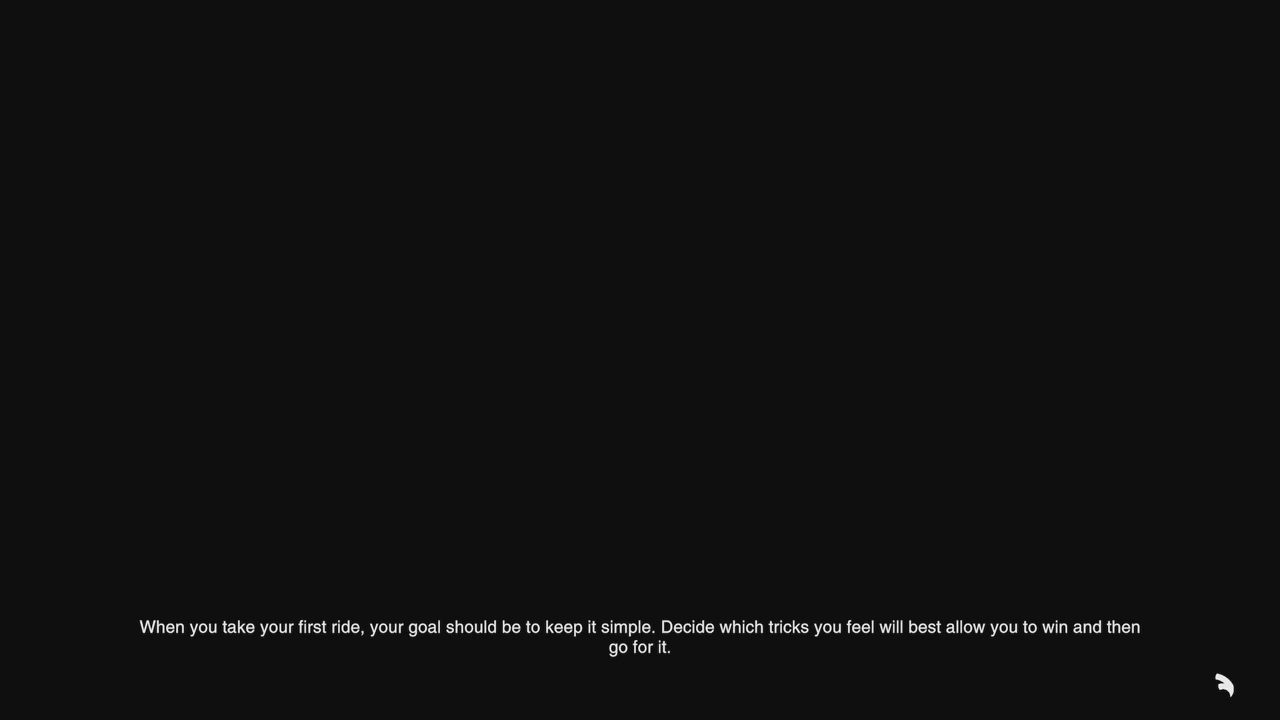 When you take your first ride, your goal should be to keep it simple. Decide which tricks you feel will best allow you to win and then
go for it.